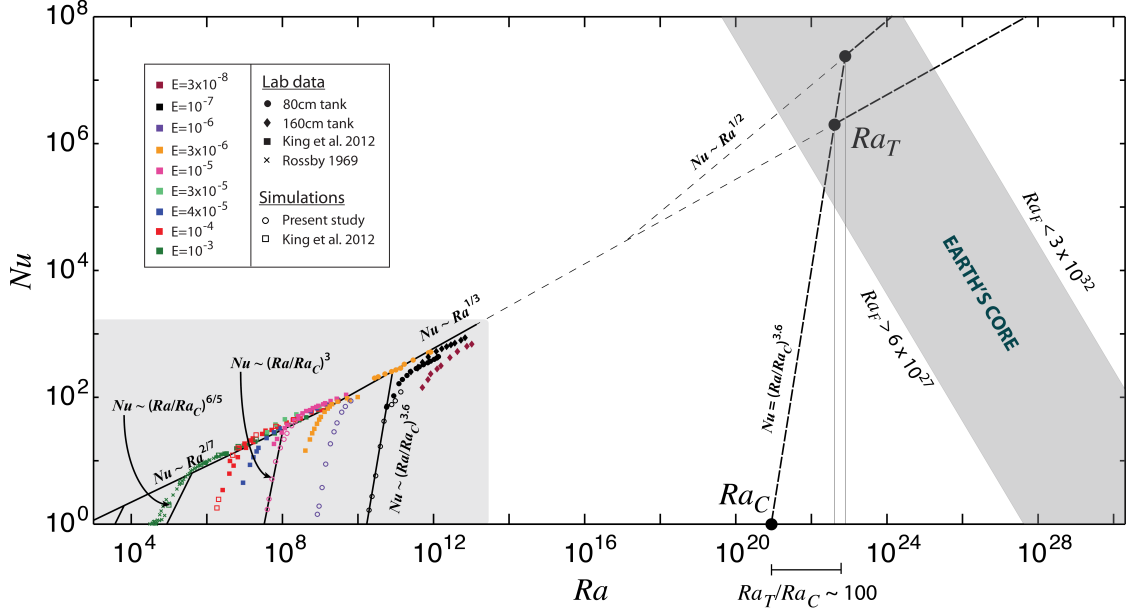 10^8
10^6
10^4
10^2
10^0
Nu
E=3x10^-8
E=10^-7
E=10^-6
E=3x10^-6
E=10^-5
E=3x10^-5
E=4x10^-5
E=10^-4
E=10^-3
Lab data
80cm tank
160cm tank
King et al. 2012
Rossby 1969
Simulations
Present study
King et al. 2012
Nu ~ Ra^1/2
Ra_T
Ra_F < 3 x 10^32
EARTH'S CORE
Ra_F > 6 x 10^27
Nu ~ Ra^1/3
Nu ~ (Ra/Ra_C)^3
Nu ~ (Ra/Ra_C)^6/5
Nu ~ Ra^2/7
Nu ~ (Ra/Ra_C)^3.6
Nu = (Ra/Ra_C)^3.6
Ra_C
10^4
10^8
10^12
10^16
10^20
10^24
10^28
Ra
Ra_T/Ra_C ~ 100